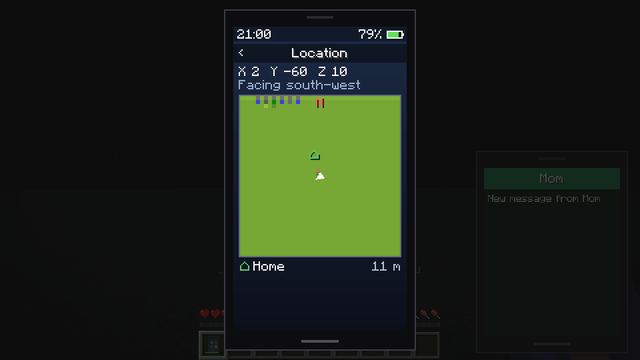 21:00 79%
< Location
X 2 Y -60 Z 10
Facing south-west
Home 11 m
Mom
New message from Mom